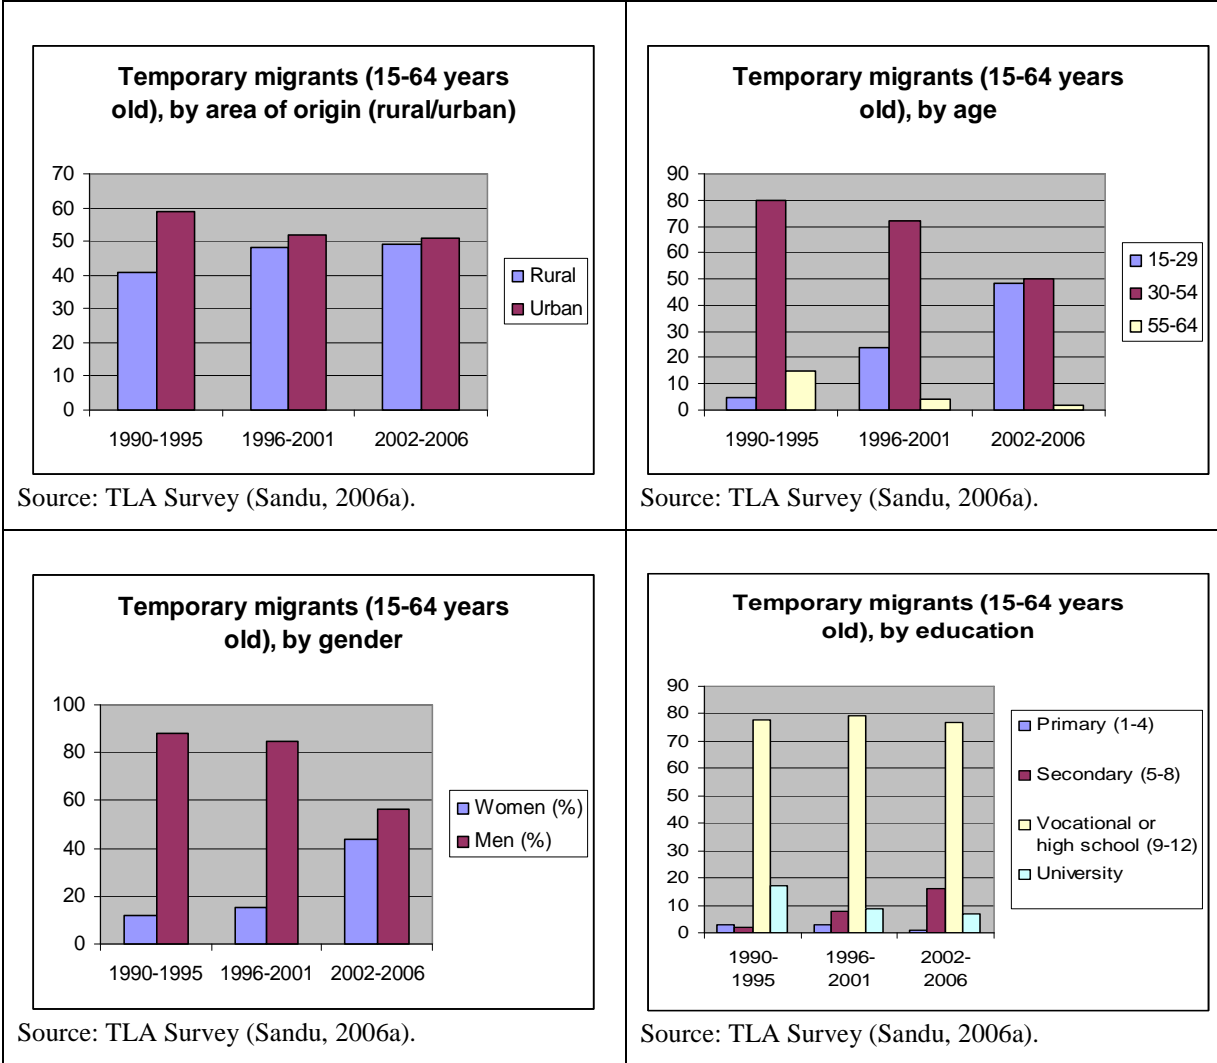 Temporary migrants (15-64 years
old), by area of origin (rural/urban)
70
60
50
40
30
20
10
0
1990-1995 1996-2001 2002-2006
Rural
Urban
Source: TLA Survey (Sandu, 2006a).
Temporary migrants (15-64 years
old), by age
90
80
70
60
50
40
30
20
10
0
1990-1995 1996-2001 2002-2006
15-29
30-54
55-64
Source: TLA Survey (Sandu, 2006a).
Temporary migrants (15-64 years
old), by gender
100
80
60
40
20
0
1990-1995 1996-2001 2002-2006
Women (%)
Men (%)
Source: TLA Survey (Sandu, 2006a).
Temporary migrants (15-64 years
old), by education
90
80
70
60
50
40
30
20
10
0
1990- 1996- 2002-
1995 2001 2006
Primary (1-4)
Secondary (5-8)
Vocational or
high school (9-12)
University
Source: TLA Survey (Sandu, 2006a).